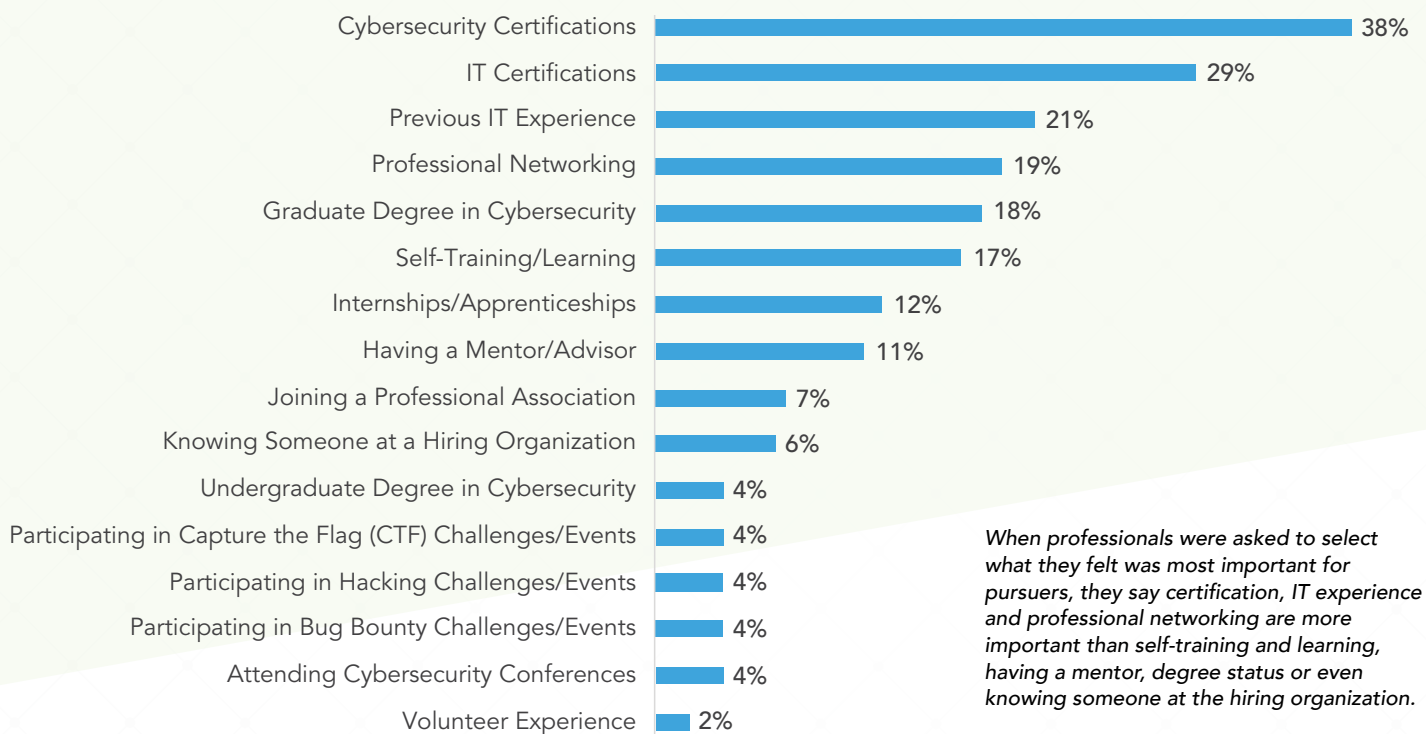 Cybersecurity Certifications 38%
IT Certifications 29%
Previous IT Experience 21%
Professional Networking 19%
Graduate Degree in Cybersecurity 18%
Self-Training/Learning 17%
Internships/Apprenticeships 12%
Having a Mentor/Advisor 11%
Joining a Professional Association 7%
Knowing Someone at a Hiring Organization 6%
Undergraduate Degree in Cybersecurity 4%
Participating in Capture the Flag (CTF) Challenges/Events 4%
Participating in Hacking Challenges/Events 4%
Participating in Bug Bounty Challenges/Events 4%
Attending Cybersecurity Conferences 4%
Volunteer Experience 2%
When professionals were asked to select
what they felt was most important for
pursuers, they say certification, IT experience
and professional networking are more
important than self-training and learning,
having a mentor, degree status or even
knowing someone at the hiring organization.